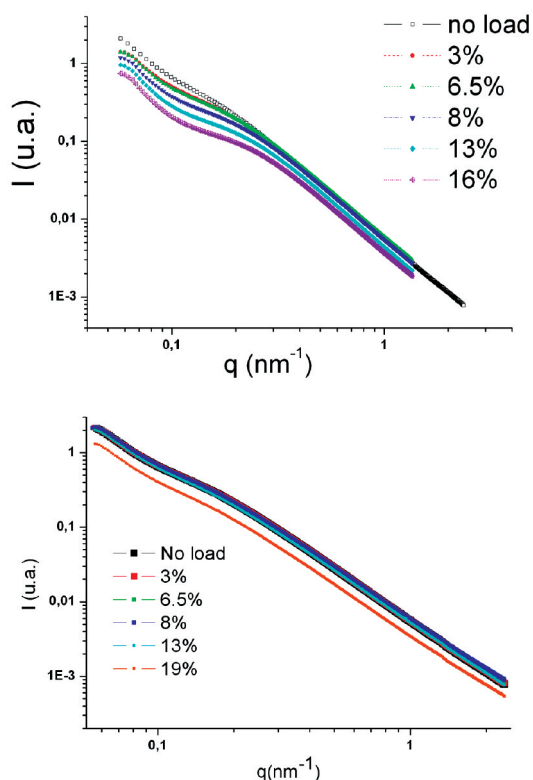 no load
3%
6.5%
8%
13%
16%
I (u.a.)
1
0,1
0,01
1E-3
0,1
1
q (nm⁻¹)
I (u.a.)
1
0,1
0,01
1E-3
No load
3%
6.5%
8%
13%
19%
0,1
1
q(nm⁻¹)